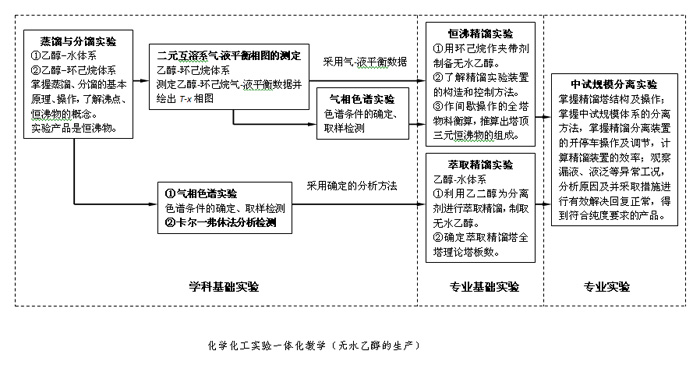 蒸馏与分馏实验
①乙醇-水体系
②乙醇-环己烷体系
掌握蒸馏、分馏的基本
原理、操作，了解沸点、
恒沸物的概念。
实验产品是恒沸物。
二元互溶系气-液平衡相图的测定
乙醇-环己烷体系
测定乙醇-环己烷气-液平衡数据并
绘出 T-x 相图
采用气-液平衡数据
气相色谱实验
色谱条件的确定、
取样检测
①气相色谱实验
色谱条件的确定、取样检测
②卡尔—弗休法分析检测
采用确定的分析方法
恒沸精馏实验
①用环己烷作夹带剂
制备无水乙醇。
②了解精馏实验装置
的构造和控制方法。
③作间歇操作的全塔
物料衡算，推算出塔顶
三元恒沸物的组成。
萃取精馏实验
乙醇-水体系
①利用乙二醇为分离
剂进行萃取精馏，制取
无水乙醇。
②确定萃取精馏塔全
塔理论塔板数。
中试规模分离实验
掌握精馏塔结构及操作；
掌握中试规模体系的分离
方法，掌握精馏分离装置
的开停车操作及调节，计
算精馏装置的效率；观察
漏液、液泛等异常工况，
分析原因及并采取措施进
行有效解决回复正常，得
到符合纯度要求的产品。
学科基础实验
专业基础实验
专业实验
化学化工实验一体化教学（无水乙醇的生产）